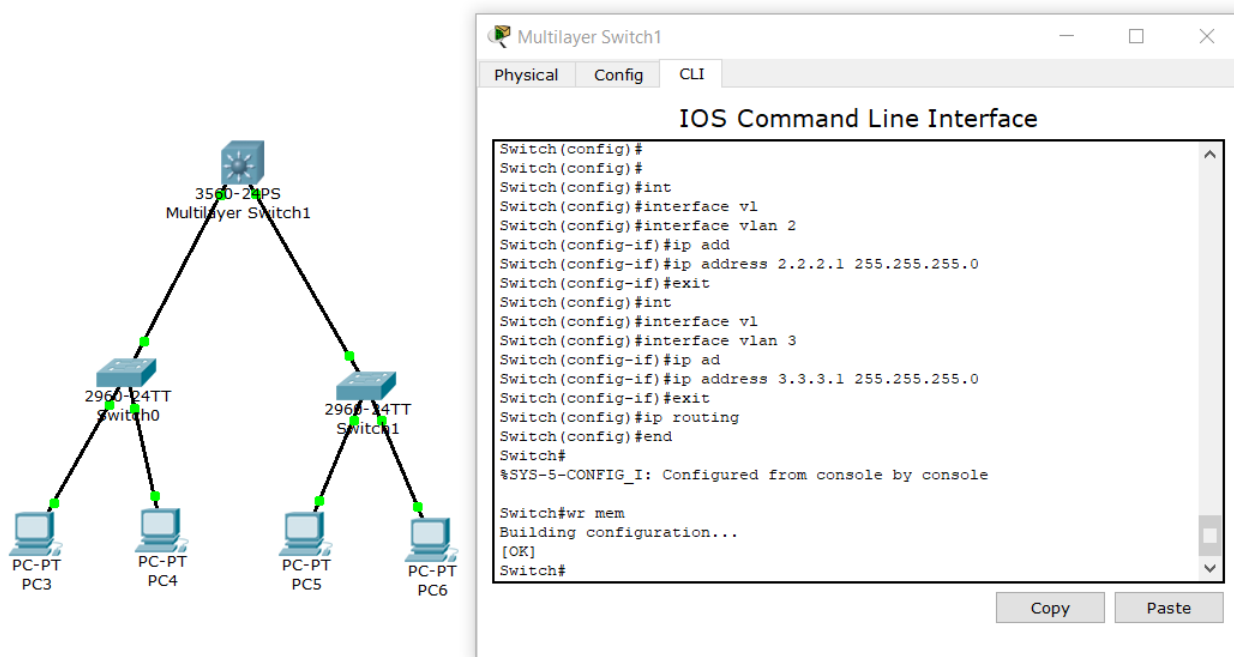 3560-24PS
Multilayer Switch1
2960-24TT
Switch0
2960-24TT
Switch1
PC-PT
PC3
PC-PT
PC4
PC-PT
PC5
PC-PT
PC6
Multilayer Switch1
Physical Config CLI
IOS Command Line Interface
Switch(config)#
Switch(config)#
Switch(config)#int
Switch(config)#interface vl
Switch(config)#interface vlan 2
Switch(config-if)#ip add
Switch(config-if)#ip address 2.2.2.1 255.255.255.0
Switch(config-if)#exit
Switch(config)#int
Switch(config)#interface vl
Switch(config)#interface vlan 3
Switch(config-if)#ip ad
Switch(config-if)#ip address 3.3.3.1 255.255.255.0
Switch(config-if)#exit
Switch(config)#ip routing
Switch(config)#end
Switch#
%SYS-5-CONFIG_I: Configured from console by console
Switch#wr mem
Building configuration...
[OK]
Switch#
Copy Paste